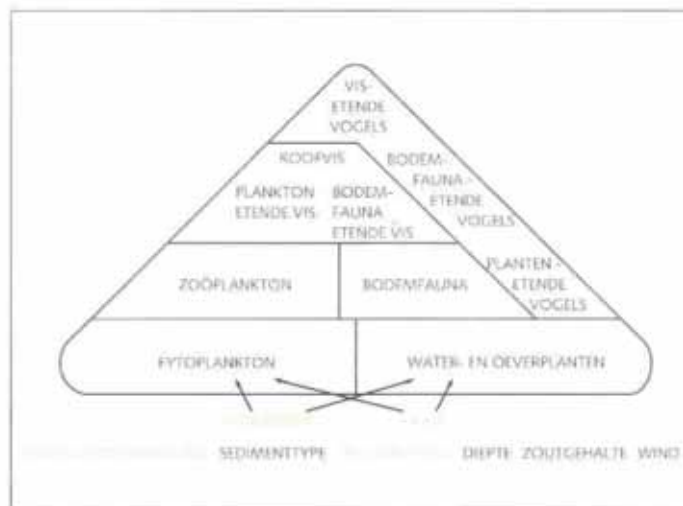 VIS-
ETENDE
VOGELS
ROOFVIS
BODEM-
FAUNA-
ETENDE
VOGELS
PLANKTON
ETENDE VIS
BODEM-
FAUNA
ETENDE VIS
PLANTEN-
ETENDE
VOGELS
ZOÖPLANKTON
BODEMFAUNA
FYTOPLANKTON
WATER- EN OEVERPLANTEN
SEDIMENTTYPE
DIEPTE ZOUTGEHALTE WIND